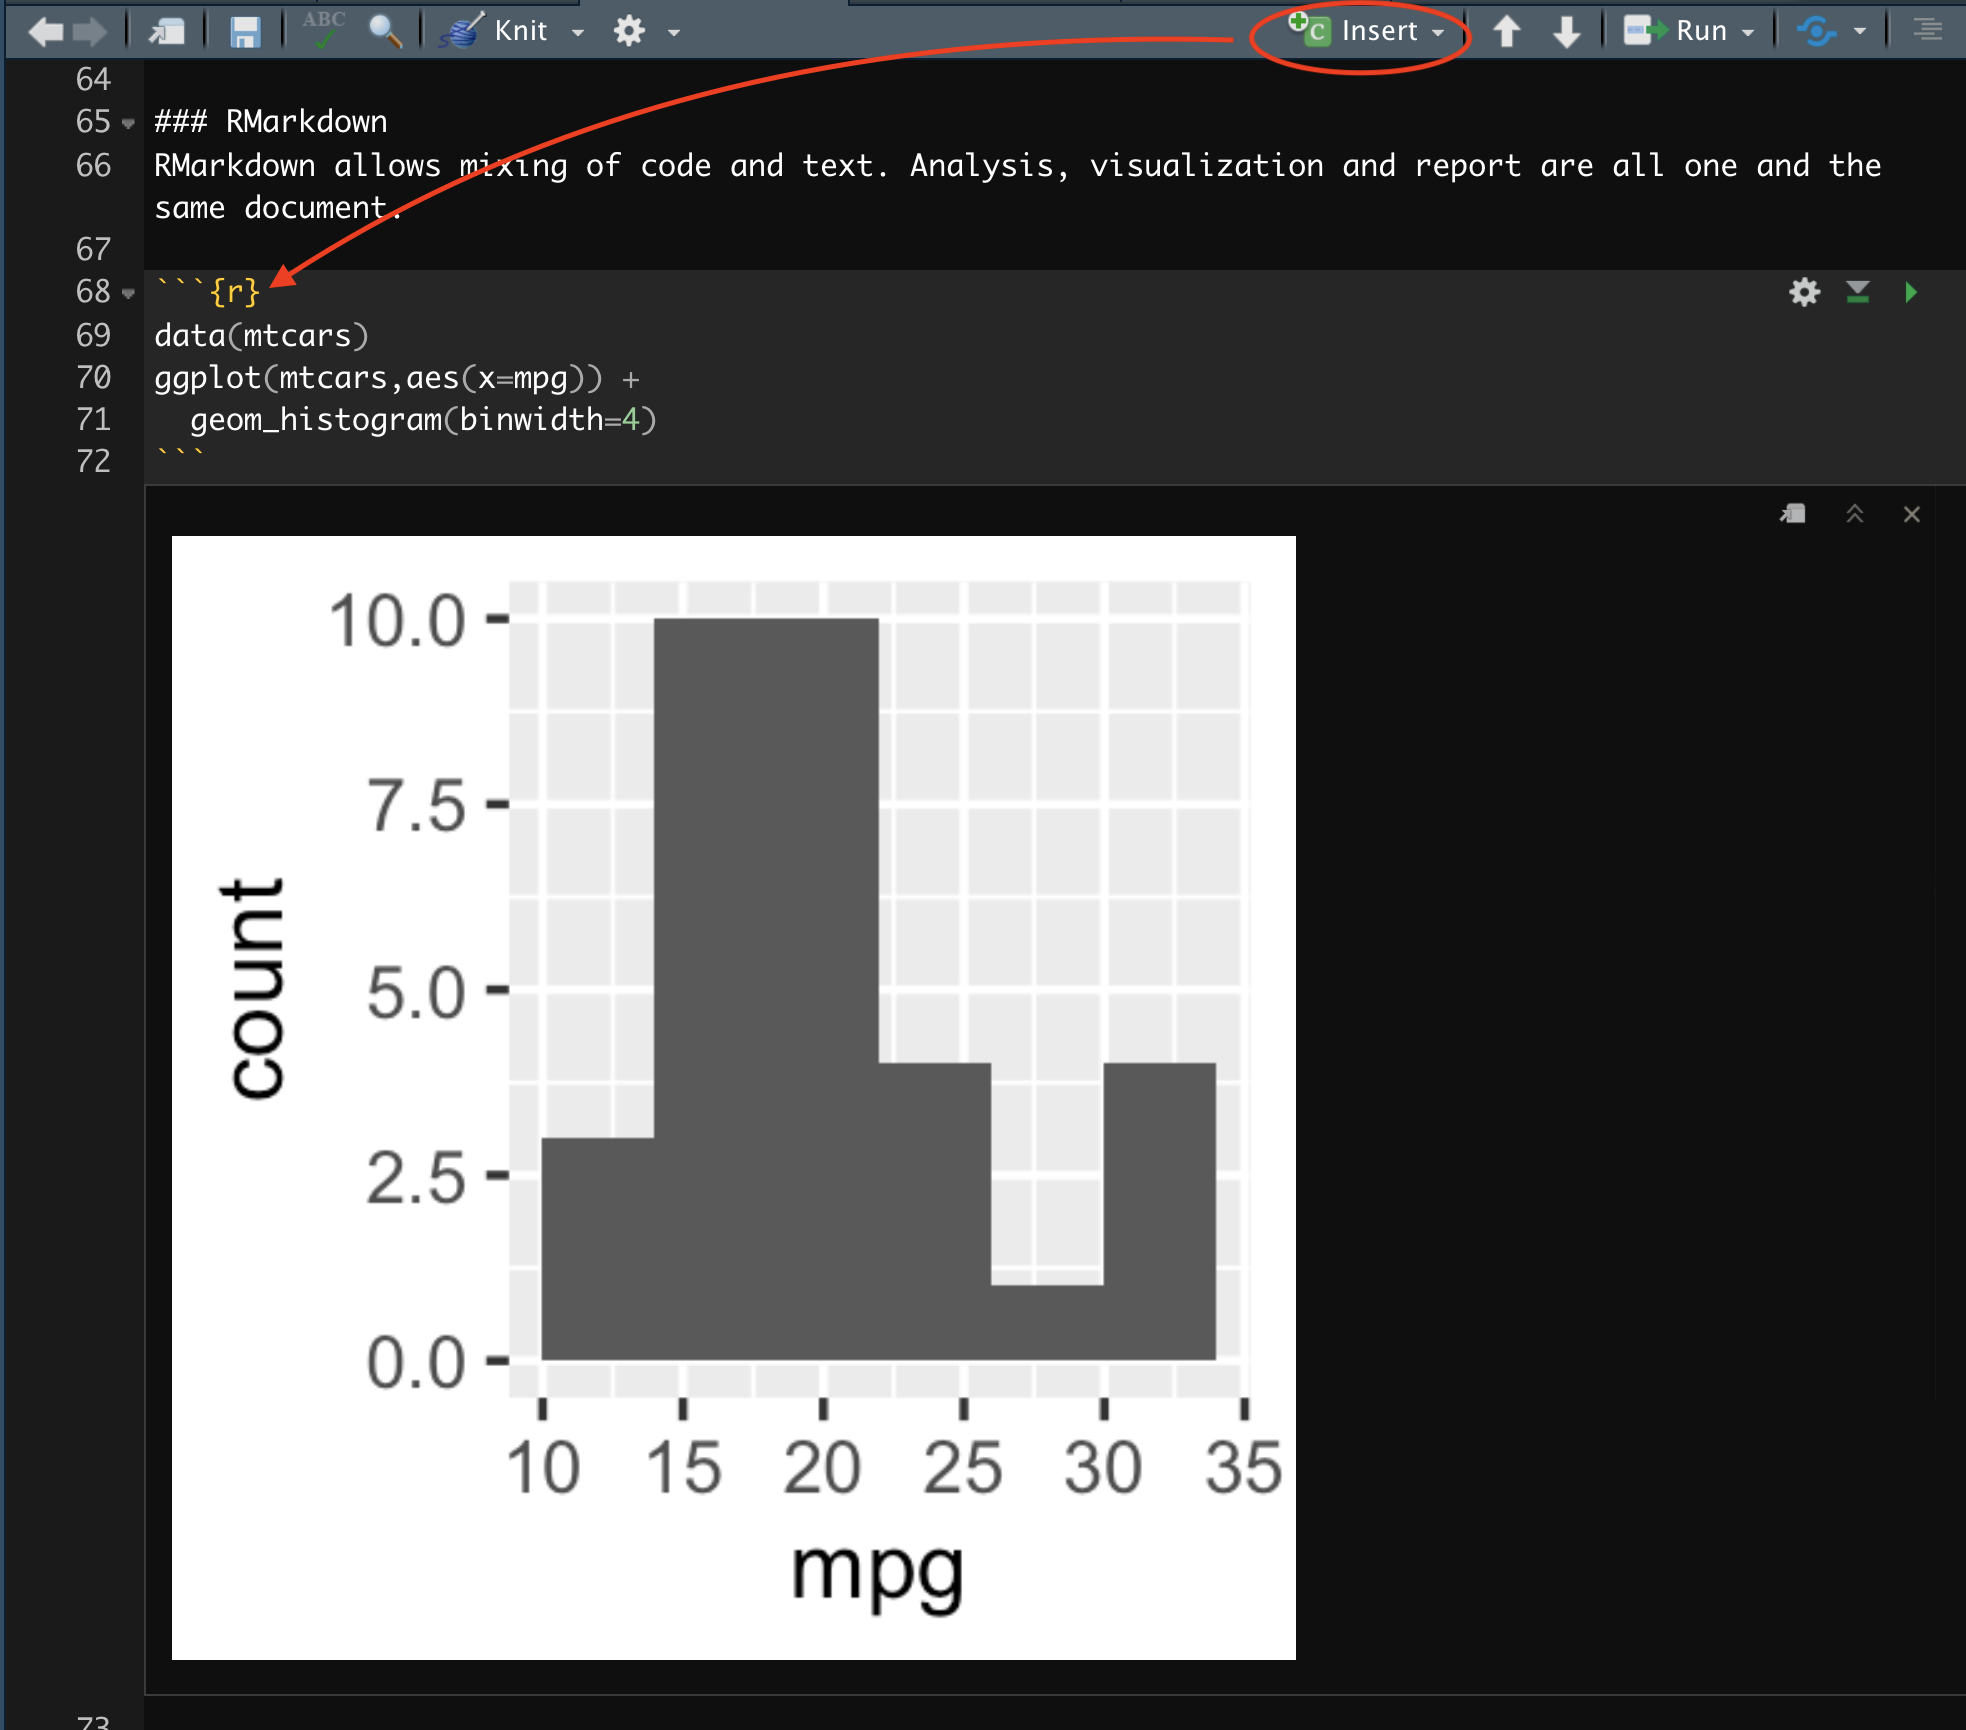 ABC Knit C Insert Run
64
65 ### RMarkdown
66 RMarkdown allows mixing of code and text. Analysis, visualization and report are all one and the
same document.
67
68 ```{r}
69 data(mtcars)
70 ggplot(mtcars,aes(x=mpg)) +
71   geom_histogram(binwidth=4)
72 ```
10.0
7.5
5.0
2.5
0.0
count
10 15 20 25 30 35
mpg
73